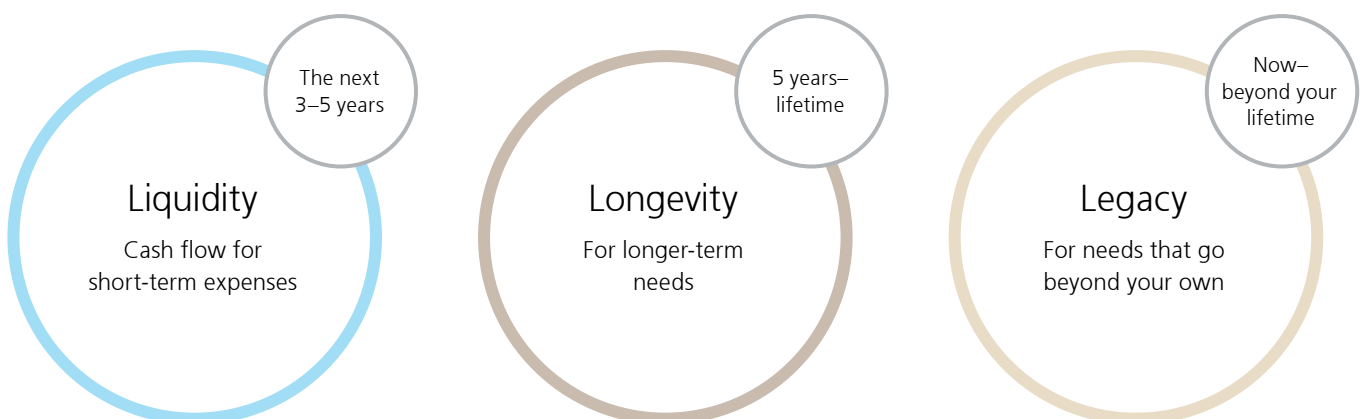 The next
3–5 years
Liquidity
Cash flow for
short-term expenses
5 years–
lifetime
Longevity
For longer-term
needs
Now–
beyond your
lifetime
Legacy
For needs that go
beyond your own